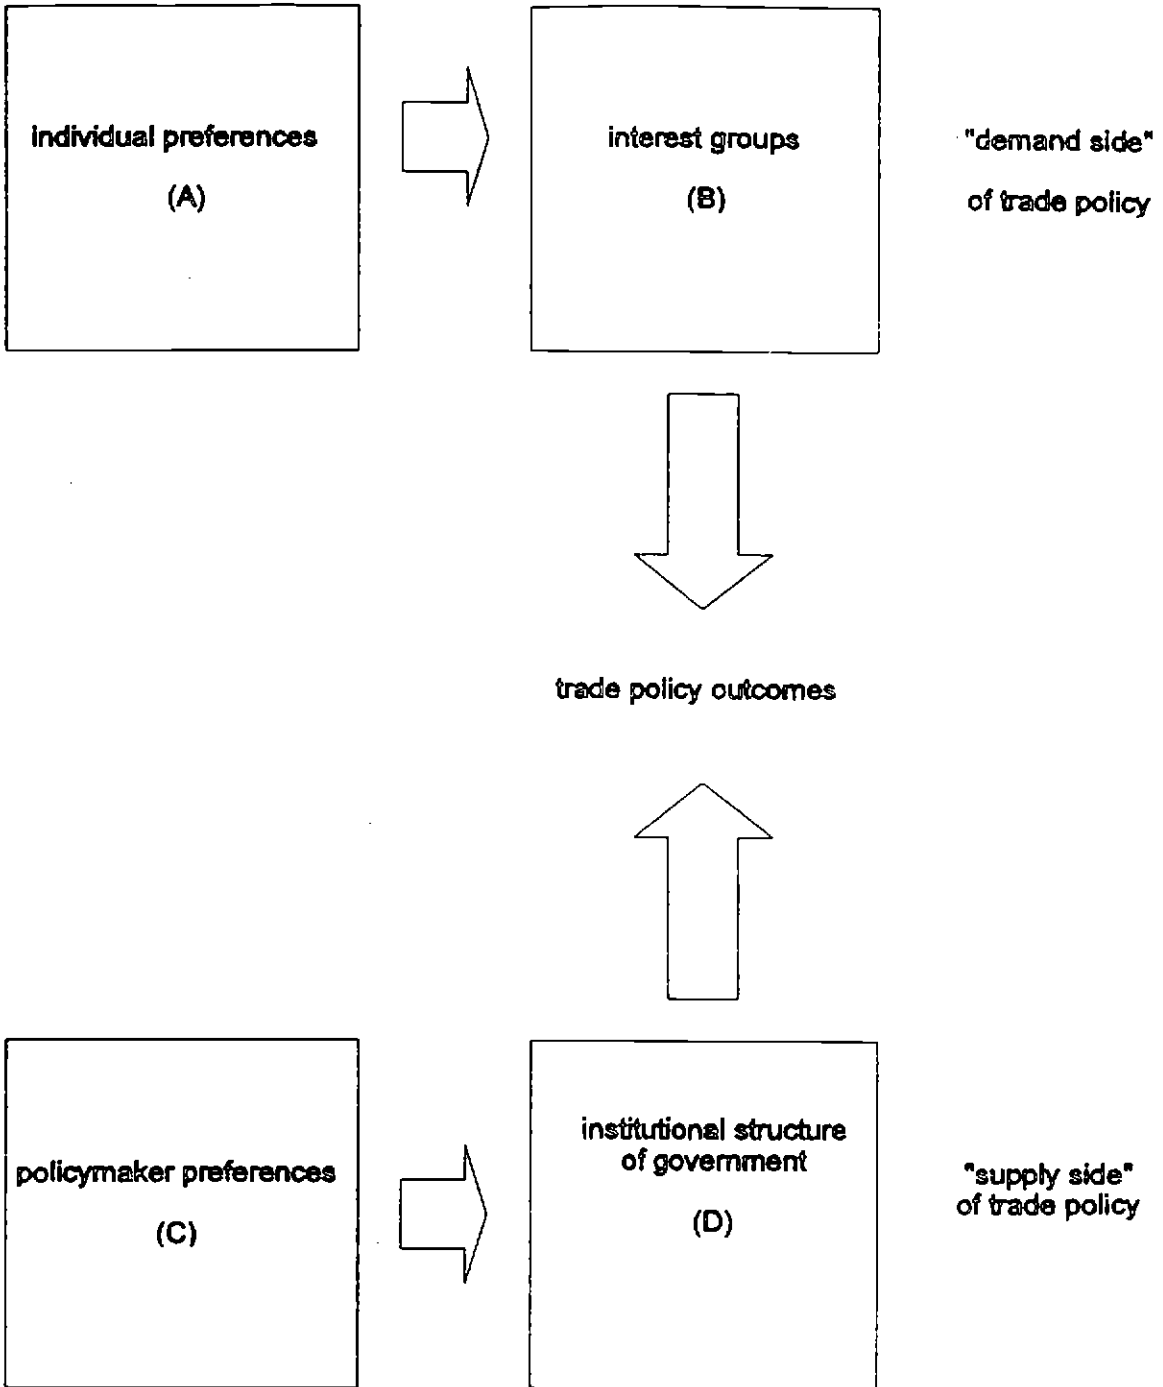 individual preferences
(A)
interest groups
(B)
"demand side"
of trade policy
trade policy outcomes
policymaker preferences
(C)
institutional structure
of government
(D)
"supply side"
of trade policy